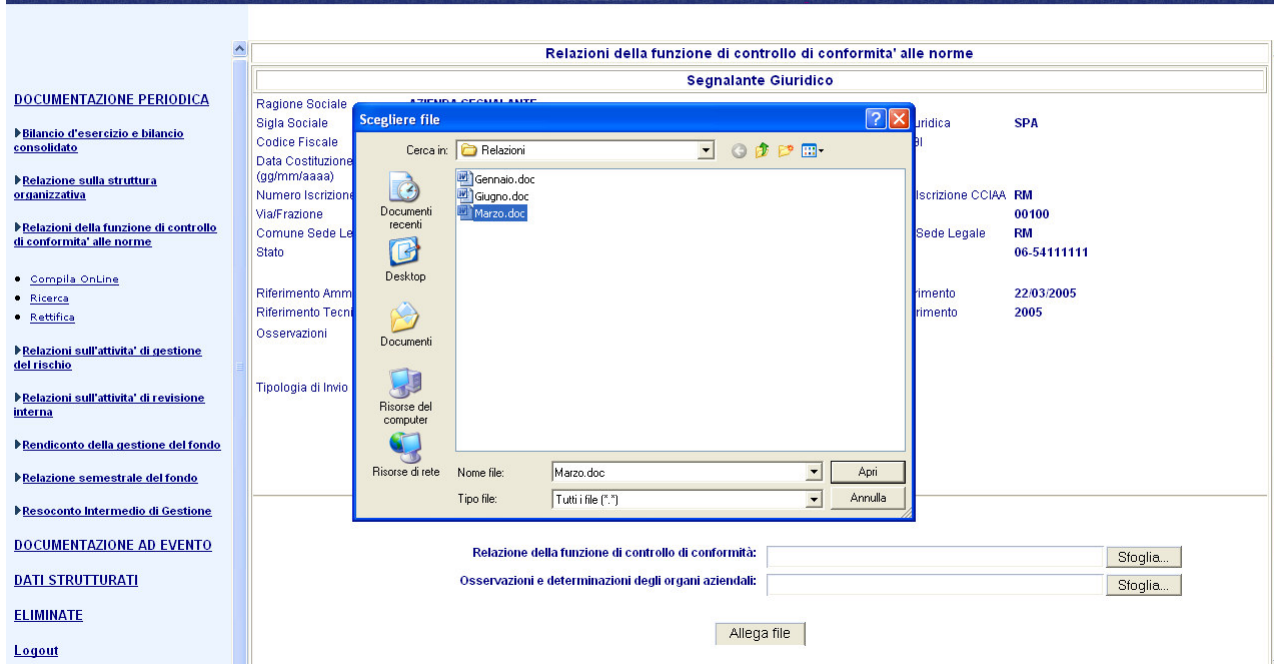 Relazioni della funzione di controllo di conformita' alle norme
Segnalante Giuridico
DOCUMENTAZIONE PERIODICA
Bilancio d'esercizio e bilancio
consolidato
Relazione sulla struttura
organizzativa
Relazioni della funzione di controllo
di conformita' alle norme
Compila OnLine
Ricerca
Rettifica
Relazioni sull'attivita' di gestione
del rischio
Relazioni sull'attivita' di revisione
interna
Rendiconto della gestione del fondo
Relazione semestrale del fondo
Resoconto Intermedio di Gestione
DOCUMENTAZIONE AD EVENTO
DATI STRUTTURATI
ELIMINATE
Logout
Ragione Sociale AZIENDA SEGNALANTE
Sigla Sociale uridica SPA
Codice Fiscale
Data Costituzione
(gg/mm/aaaa)
Numero Iscrizione Iscrizione CCIAA RM
Via/Frazione 00100
Comune Sede Le Sede Legale RM
Stato 06-54111111
Riferimento Amm rimento 22/03/2005
Riferimento Tecni rimento 2005
Osservazioni
Tipologia di Invio
Scegliere file
Cerca in: Relazioni
Gennaio.doc
Giugno.doc
Marzo.doc
Documenti
recenti
Desktop
Documenti
Risorse del
computer
Risorse di rete
Nome file: Marzo.doc Apri
Tipo file: Tutti i file (*.*) Annulla
Relazione della funzione di controllo di conformità: Sfoglia...
Osservazioni e determinazioni degli organi aziendali: Sfoglia...
Allega file